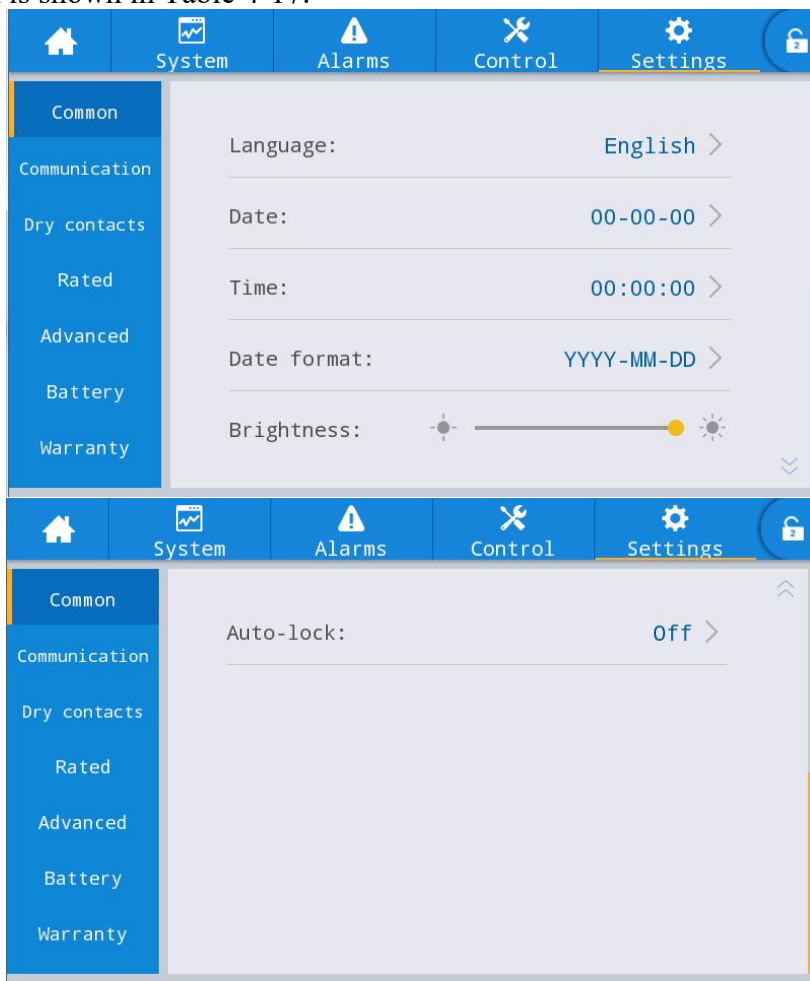 is shown in Table 4-17.
System Alarms Control Settings 2
Common
Communication
Dry contacts
Rated
Advanced
Battery
Warranty
Language: English >
Date: 00-00-00 >
Time: 00:00:00 >
Date format: YYYY-MM-DD >
Brightness:
System Alarms Control Settings 2
Common
Communication
Dry contacts
Rated
Advanced
Battery
Warranty
Auto-lock: Off >